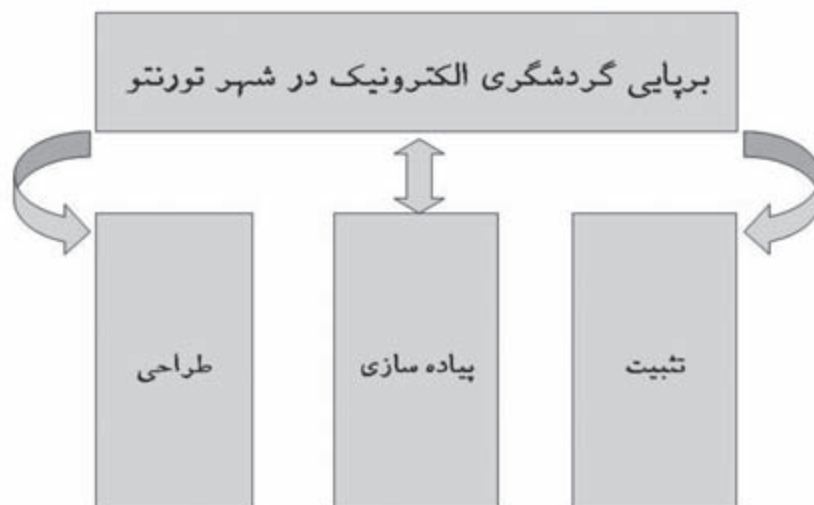 برپایی گردشگری الکترونیک در شهر تورنتو
تثبیت
پیاده سازی
طراحی